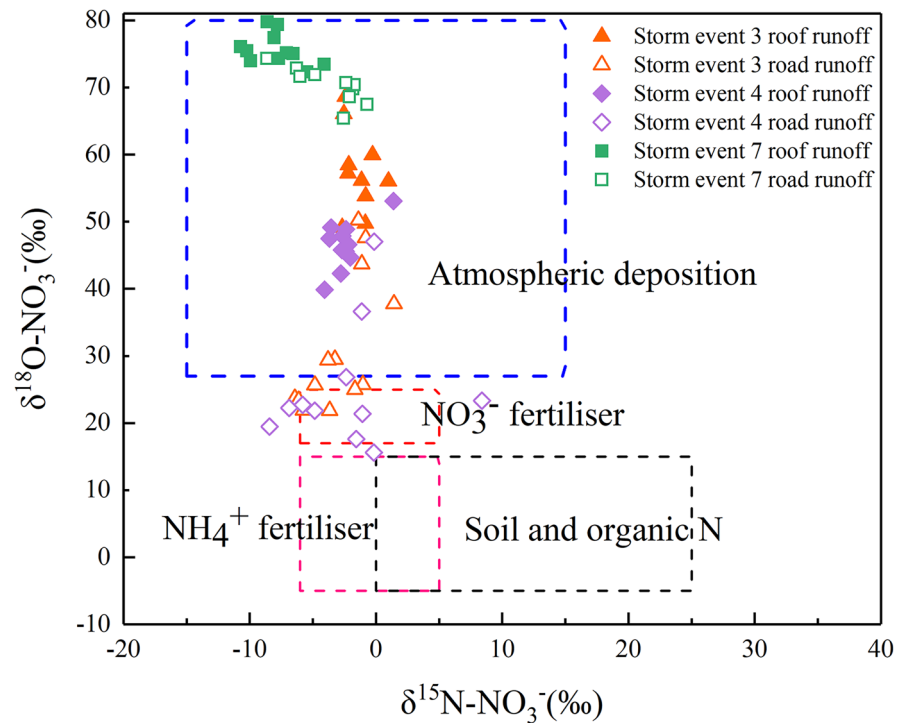 80
70
60
50
40
30
20
10
0
-10
-20
-10
0
10
20
30
40
δ¹⁸O-NO₃⁻(‰)
δ¹⁵N-NO₃⁻(‰)
Storm event 3 roof runoff
Storm event 3 road runoff
Storm event 4 roof runoff
Storm event 4 road runoff
Storm event 7 roof runoff
Storm event 7 road runoff
Atmospheric deposition
NO₃⁻ fertiliser
NH₄⁺ fertiliser
Soil and organic N